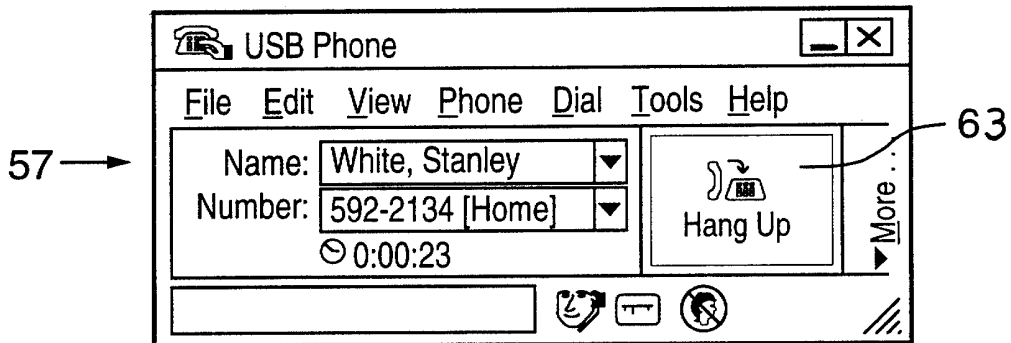 USB Phone
File Edit View Phone Dial Tools Help
57
Name: White, Stanley
Number: 592-2134 [Home]
0:00:23
Hang Up
More...
63